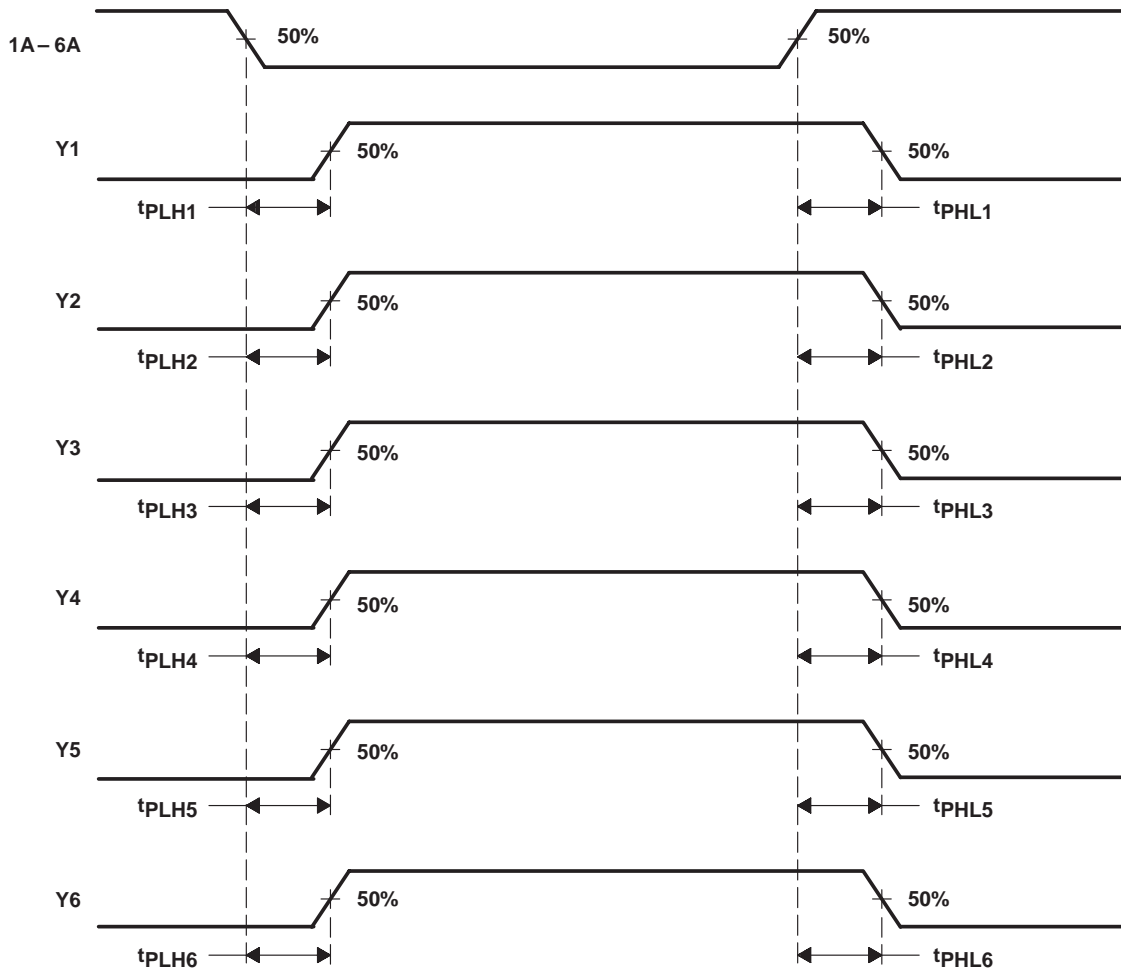 1A – 6A 50% 50%
Y1 50% 50%
tPLH1 tPHL1
Y2 50% 50%
tPLH2 tPHL2
Y3 50% 50%
tPLH3 tPHL3
Y4 50% 50%
tPLH4 tPHL4
Y5 50% 50%
tPLH5 tPHL5
Y6 50% 50%
tPLH6 tPHL6